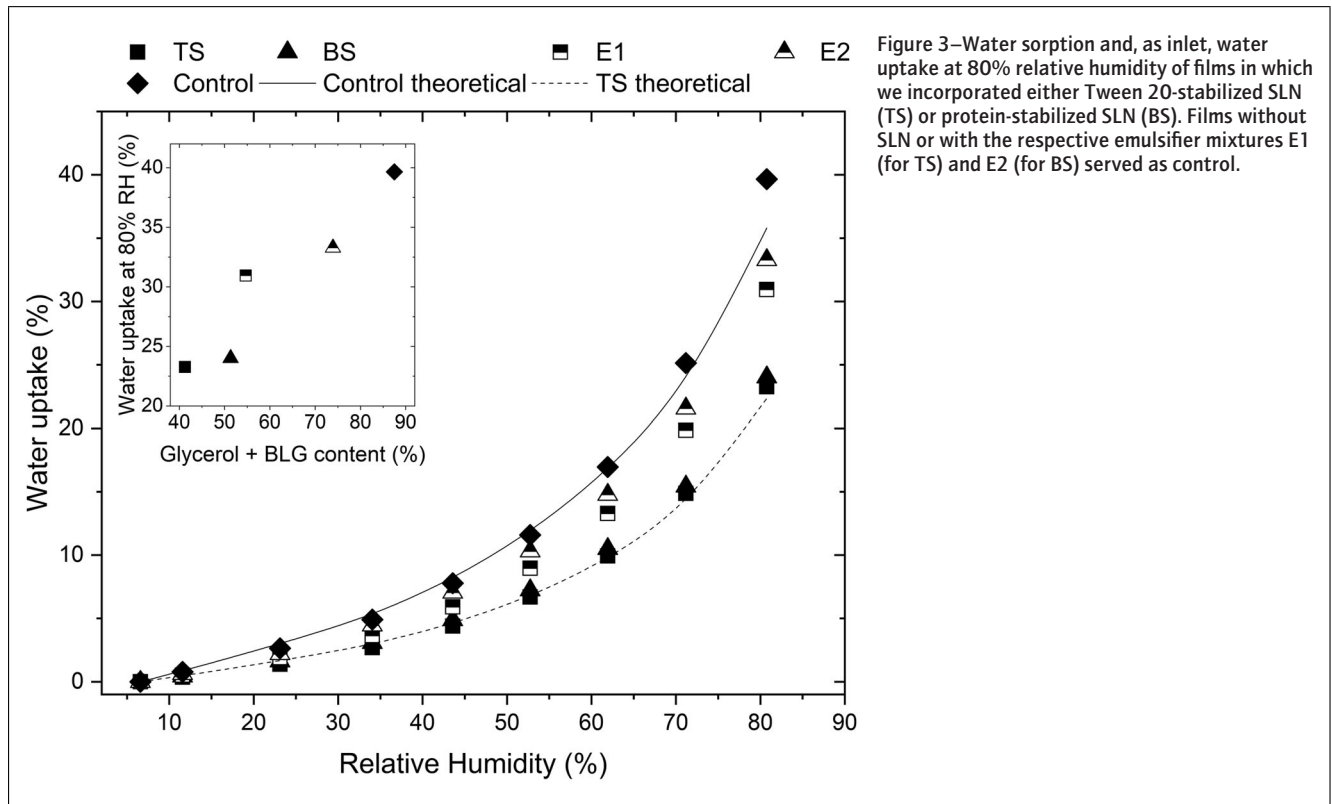 TS BS E1 E2
Control Control theoretical TS theoretical
Figure 3–Water sorption and, as inlet, water
uptake at 80% relative humidity of films in which
we incorporated either Tween 20-stabilized SLN
(TS) or protein-stabilized SLN (BS). Films without
SLN or with the respective emulsifier mixtures E1
(for TS) and E2 (for BS) served as control.
Water uptake (%)
40
30
20
10
0
10 20 30 40 50 60 70 80 90
Relative Humidity (%)
Water uptake at 80% RH (%)
40
35
30
25
20
40 50 60 70 80 90
Glycerol + BLG content (%)